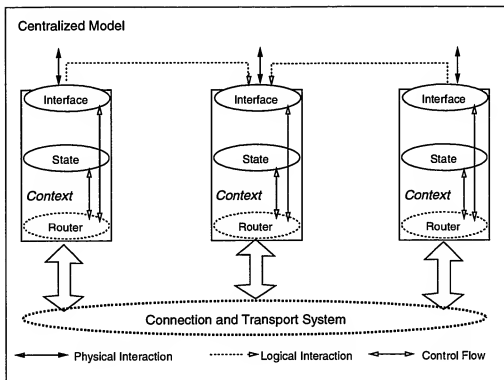 Centralized Model
Interface
Interface
Interface
State
State
State
Context
Context
Context
Router
Router
Router
Connection and Transport System
Physical Interaction
Logical Interaction
Control Flow